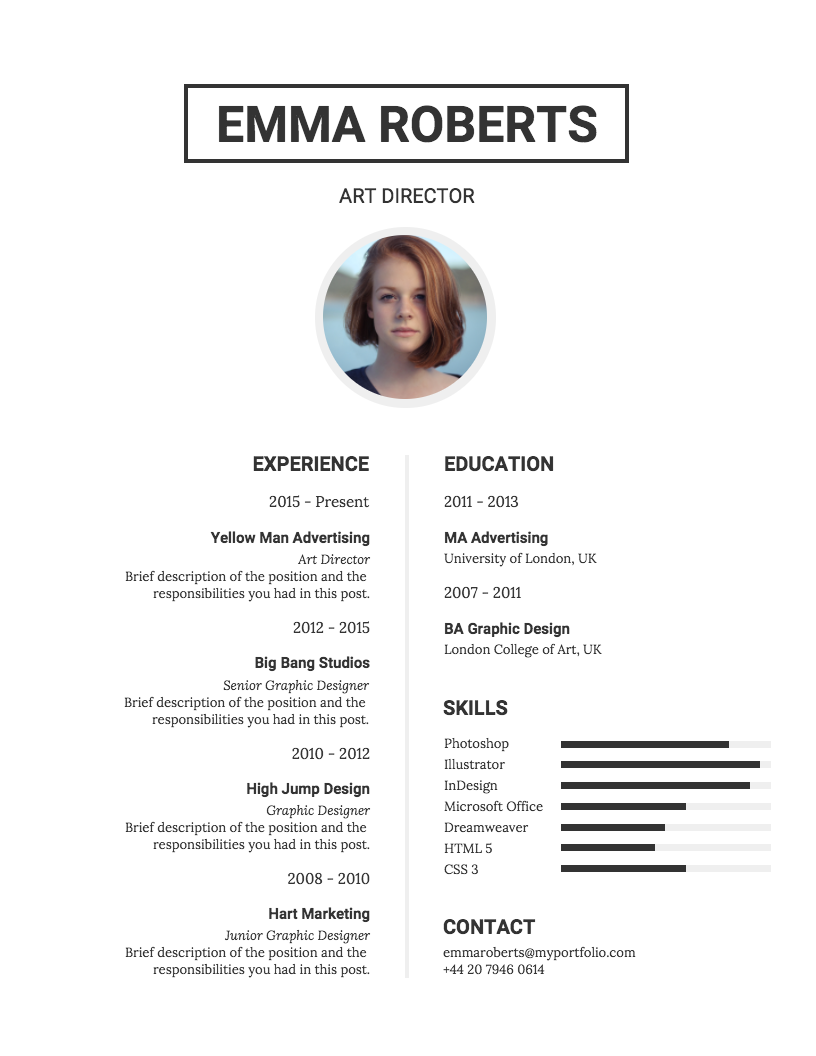 EMMA ROBERTS
ART DIRECTOR
EXPERIENCE
2015 - Present
Yellow Man Advertising
Art Director
Brief description of the position and the
responsibilities you had in this post.
2012 - 2015
Big Bang Studios
Senior Graphic Designer
Brief description of the position and the
responsibilities you had in this post.
2010 - 2012
High Jump Design
Graphic Designer
Brief description of the position and the
responsibilities you had in this post.
2008 - 2010
Hart Marketing
Junior Graphic Designer
Brief description of the position and the
responsibilities you had in this post.
EDUCATION
2011 - 2013
MA Advertising
University of London, UK
2007 - 2011
BA Graphic Design
London College of Art, UK
SKILLS
Photoshop
Illustrator
InDesign
Microsoft Office
Dreamweaver
HTML 5
CSS 3
CONTACT
emmaroberts@myportfolio.com
+44 20 7946 0614